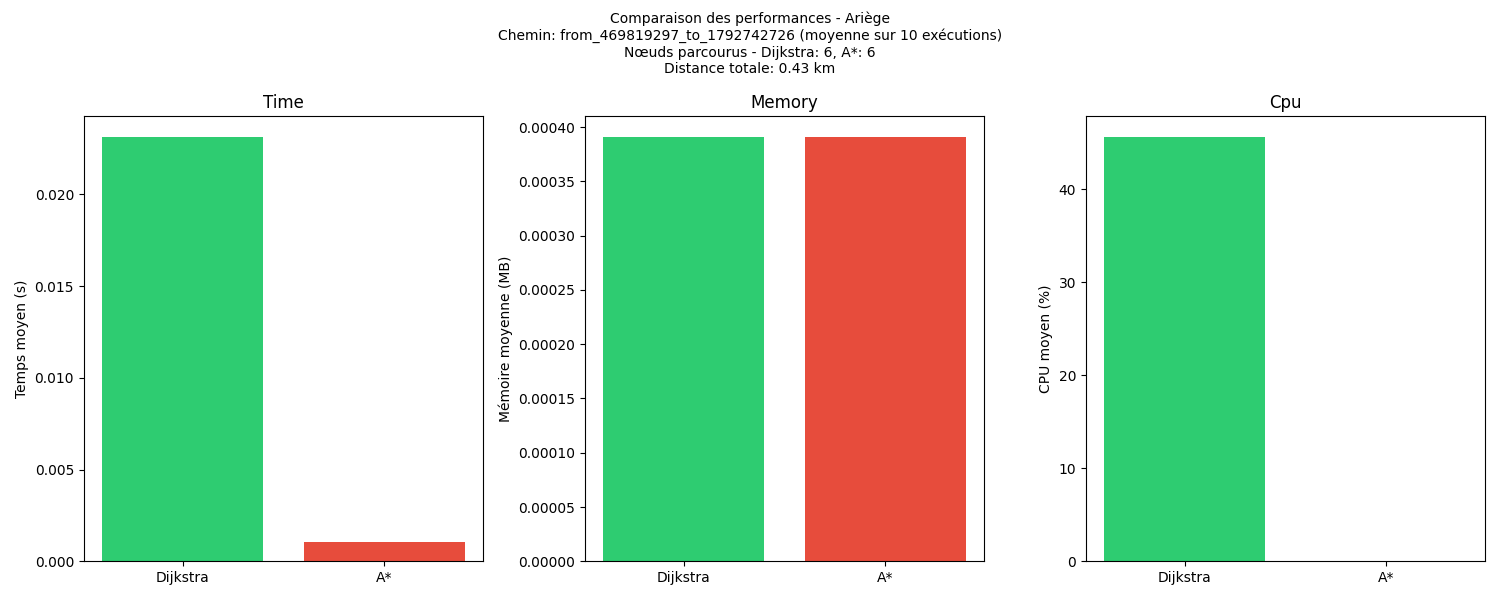 Comparaison des performances - Ariège
Chemin: from_469819297_to_1792742726 (moyenne sur 10 exécutions)
Nœuds parcourus - Dijkstra: 6, A*: 6
Distance totale: 0.43 km
Time
Temps moyen (s)
0.020
0.015
0.010
0.005
0.000
Dijkstra
A*
Memory
Mémoire moyenne (MB)
0.00040
0.00035
0.00030
0.00025
0.00020
0.00015
0.00010
0.00005
0.00000
Dijkstra
A*
Cpu
CPU moyen (%)
40
30
20
10
0
Dijkstra
A*